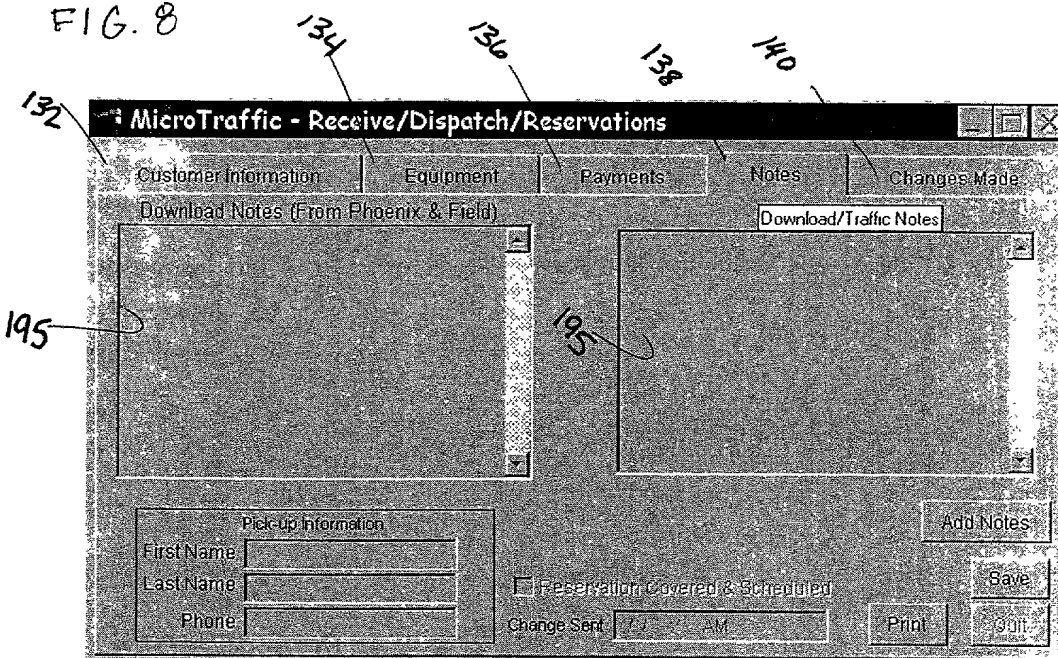 FIG. 8
134
136
138
140
132
MicroTraffic - Receive/Dispatch/Reservations
Customer Information Equipment Payments Notes Changes Made
Download Notes (From Phoenix & Field)
Download/Traffic Notes
195
195
Pick-up Information
Add Notes
First Name
Last Name
Reservation Covered & Scheduled
Save
Phone
Change Sent AM
Print
Quit